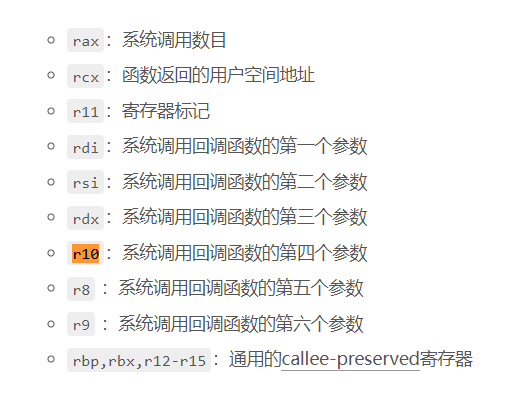 rax：系统调用数目
rcx：函数返回的用户空间地址
r11：寄存器标记
rdi：系统调用回调函数的第一个参数
rsi：系统调用回调函数的第二个参数
rdx：系统调用回调函数的第三个参数
r10：系统调用回调函数的第四个参数
r8：系统调用回调函数的第五个参数
r9：系统调用回调函数的第六个参数
rbp,rbx,r12-r15：通用的callee-preserved寄存器